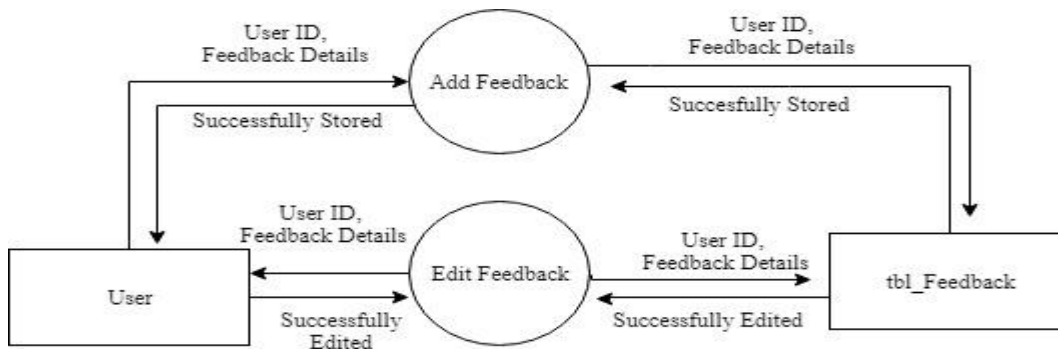 User ID,
Feedback Details
User ID,
Feedback Details
Add Feedback
Successfully Stored
Successfully Stored
User ID,
Feedback Details
User ID,
Feedback Details
Edit Feedback
User
tbl_Feedback
Successfully
Edited
Successfully Edited